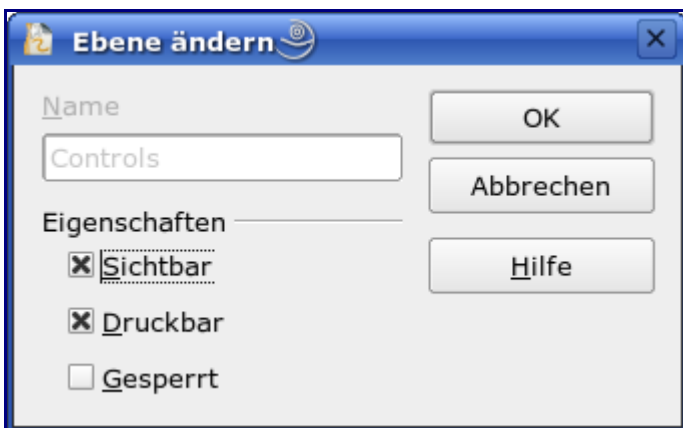 Ebene ändern
Name
Controls
Eigenschaften
Sichtbar
Druckbar
Gesperrt
OK
Abbrechen
Hilfe